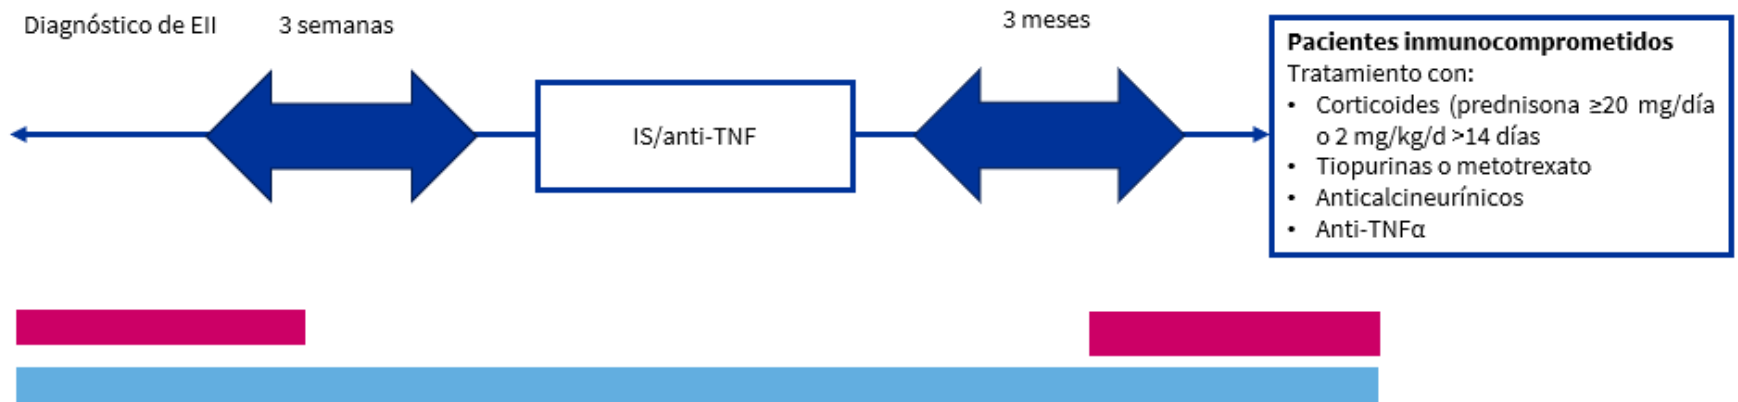 Diagnóstico de EII
3 semanas
3 meses
IS/anti-TNF
Pacientes inmunocomprometidos
Tratamiento con:
• Corticoides (prednisona ≥20 mg/día
o 2 mg/kg/d >14 días
• Tiopurinas o metotrexato
• Anticalcineurínicos
• Anti-TNFα